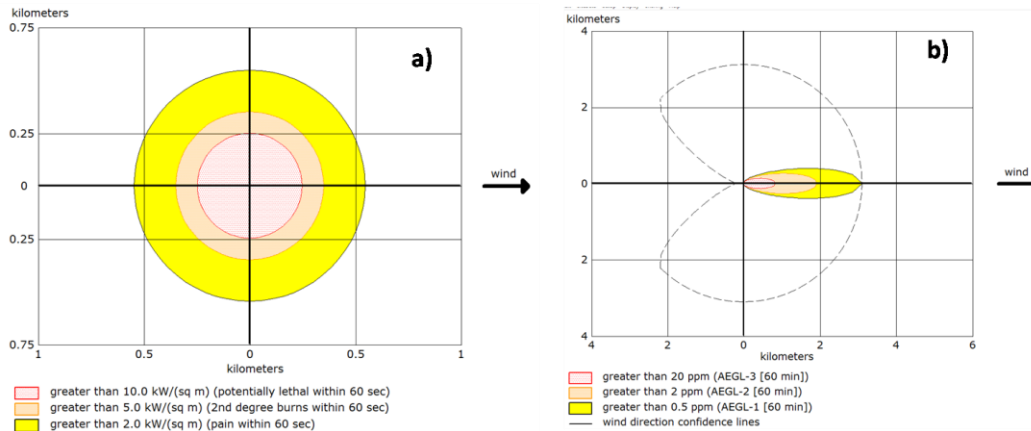 kilometers
0.75
a)
0.5
0.25
0
wind
0.25
0.5
0.75
1
0.5
0
0.5
1
kilometers
greater than 10.0 kW/(sq m) (potentially lethal within 60 sec)
greater than 5.0 kW/(sq m) (2nd degree burns within 60 sec)
greater than 2.0 kW/(sq m) (pain within 60 sec)
kilometers
4
b)
2
0
wind
2
4
4
2
0
2
4
6
kilometers
greater than 20 ppm (AEGL-3 [60 min])
greater than 2 ppm (AEGL-2 [60 min])
greater than 0.5 ppm (AEGL-1 [60 min])
wind direction confidence lines